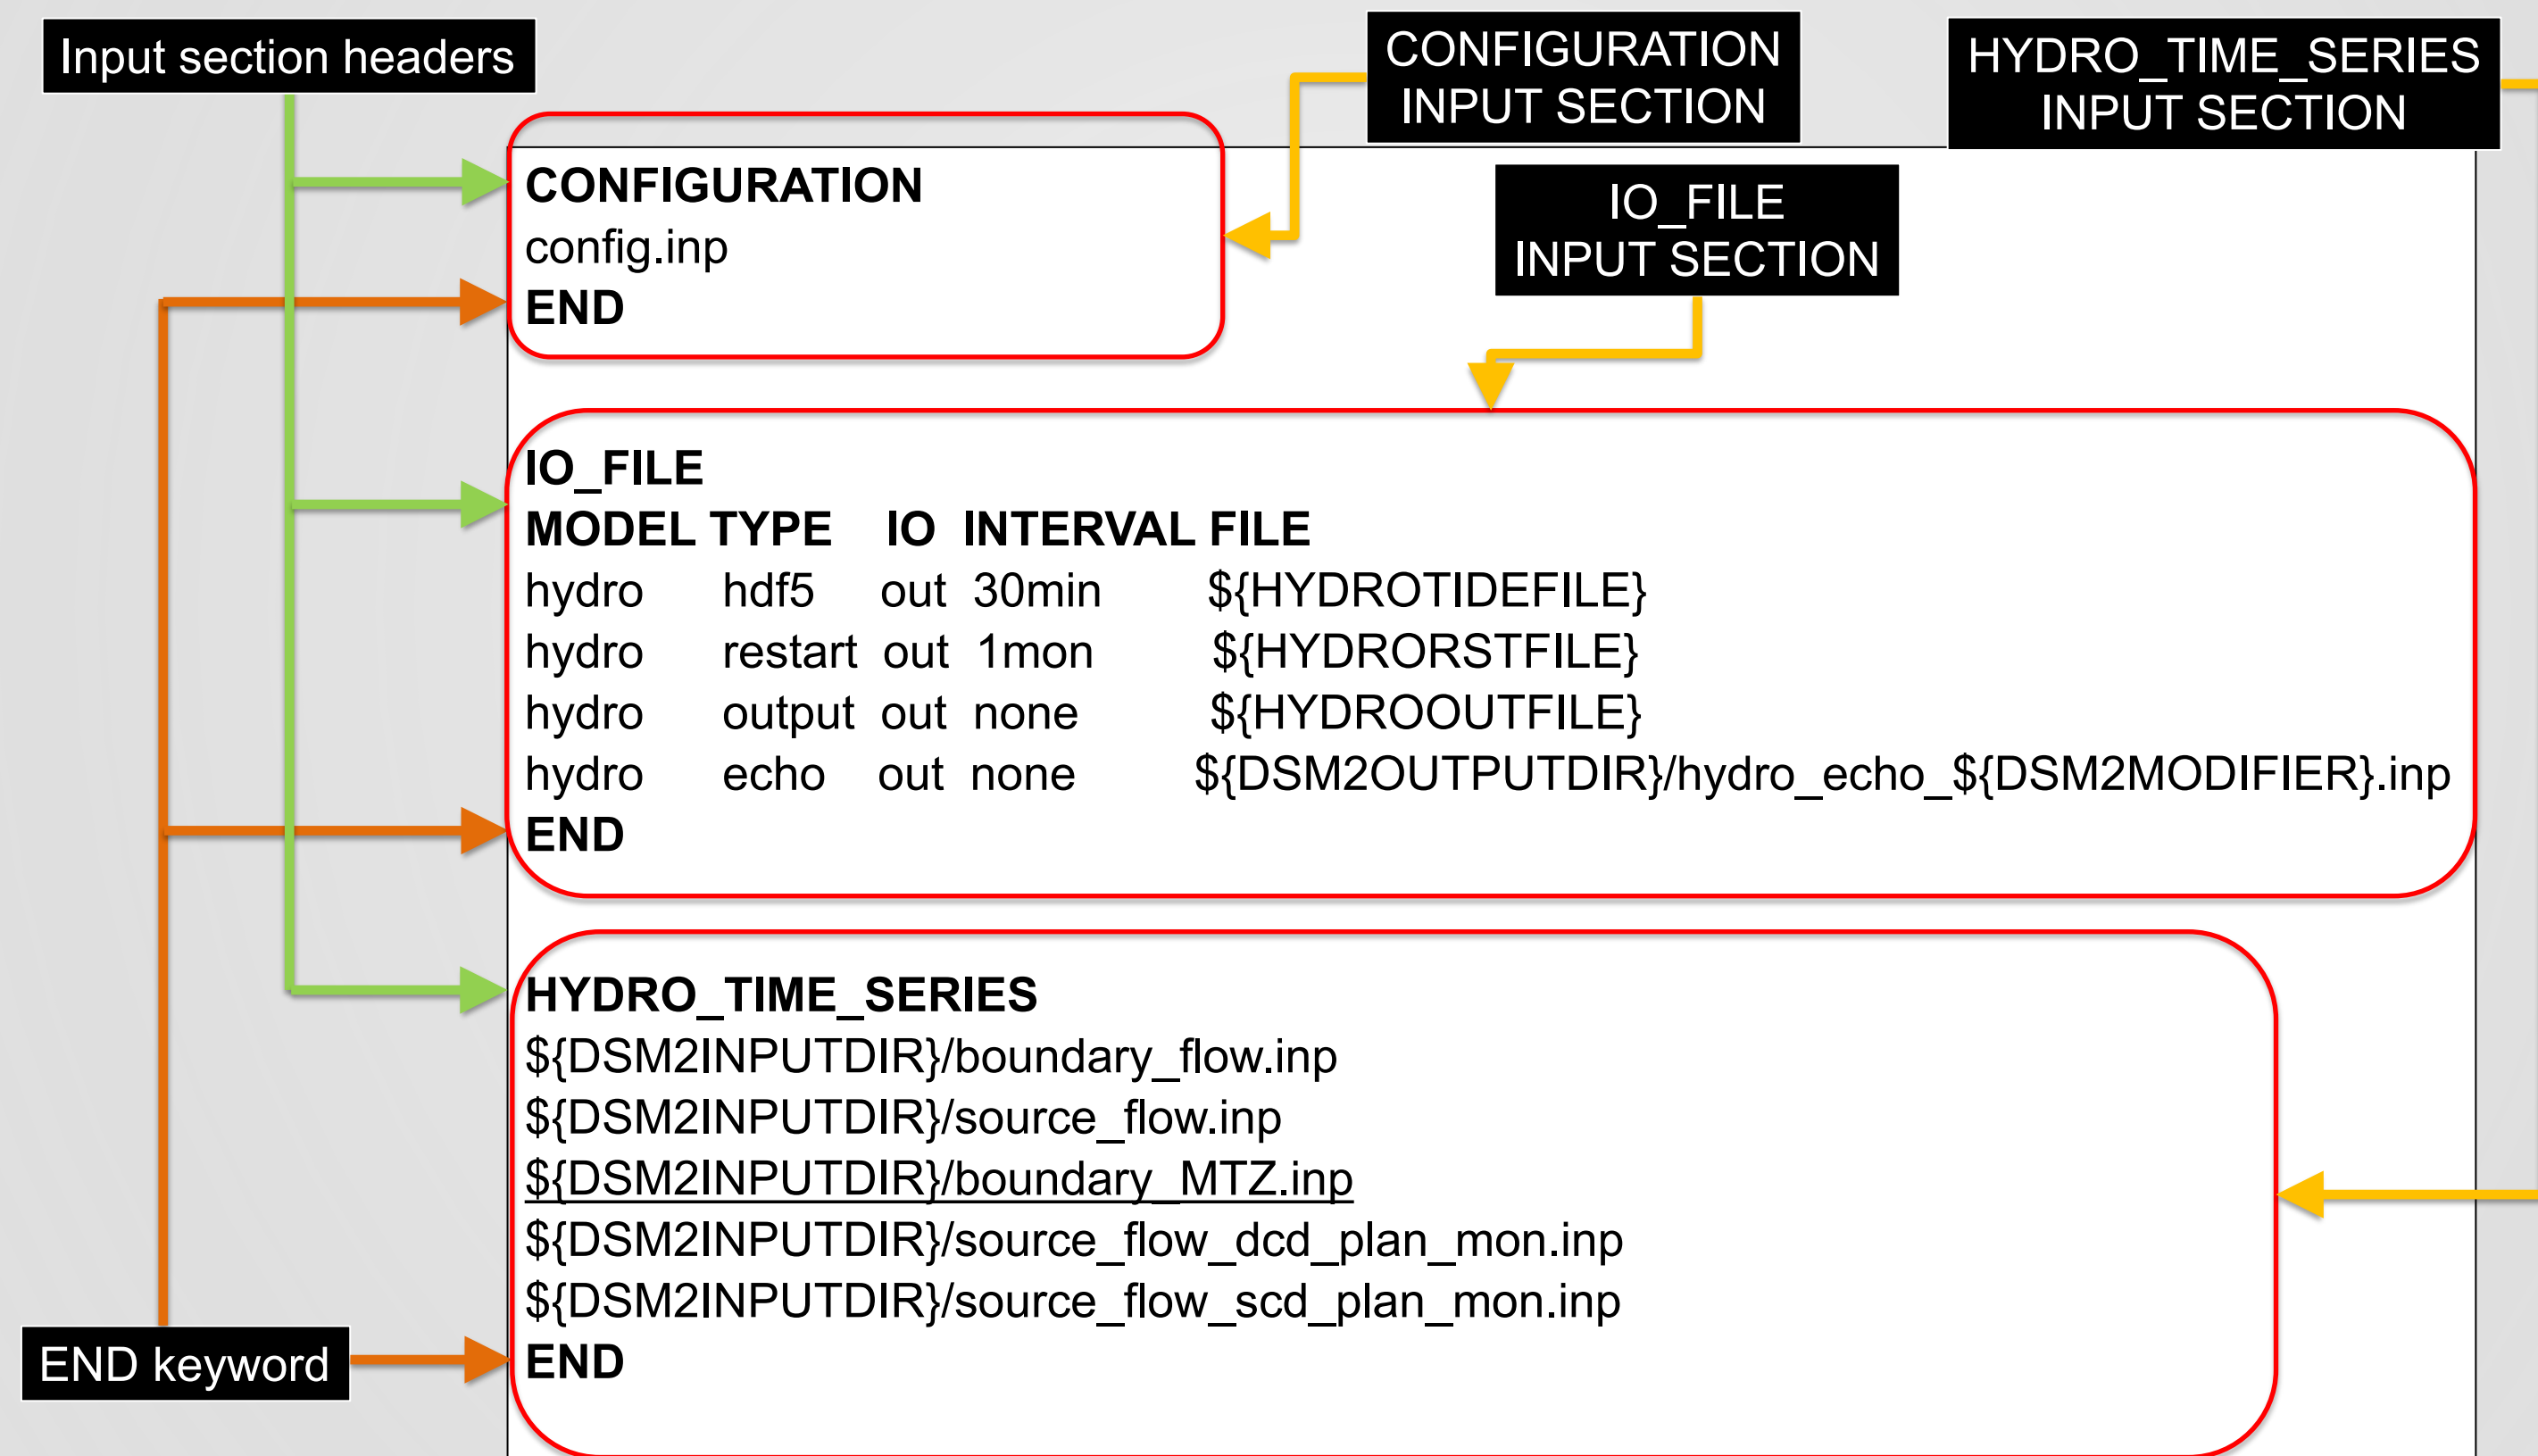 Input section headers
CONFIGURATION
INPUT SECTION
HYDRO_TIME_SERIES
INPUT SECTION
IO_FILE
INPUT SECTION
CONFIGURATION
config.inp
END
IO_FILE
MODEL TYPE IO INTERVAL FILE
hydro hdf5 out 30min ${HYDROTIDEFILE}
hydro restart out 1mon ${HYDRORSTFILE}
hydro output out none ${HYDROOUTFILE}
hydro echo out none ${DSM2OUTPUTDIR}/hydro_echo_${DSM2MODIFIER}.inp
END
HYDRO_TIME_SERIES
${DSM2INPUTDIR}/boundary_flow.inp
${DSM2INPUTDIR}/source_flow.inp
${DSM2INPUTDIR}/boundary_MTZ.inp
${DSM2INPUTDIR}/source_flow_dcd_plan_mon.inp
${DSM2INPUTDIR}/source_flow_scd_plan_mon.inp
END
END keyword